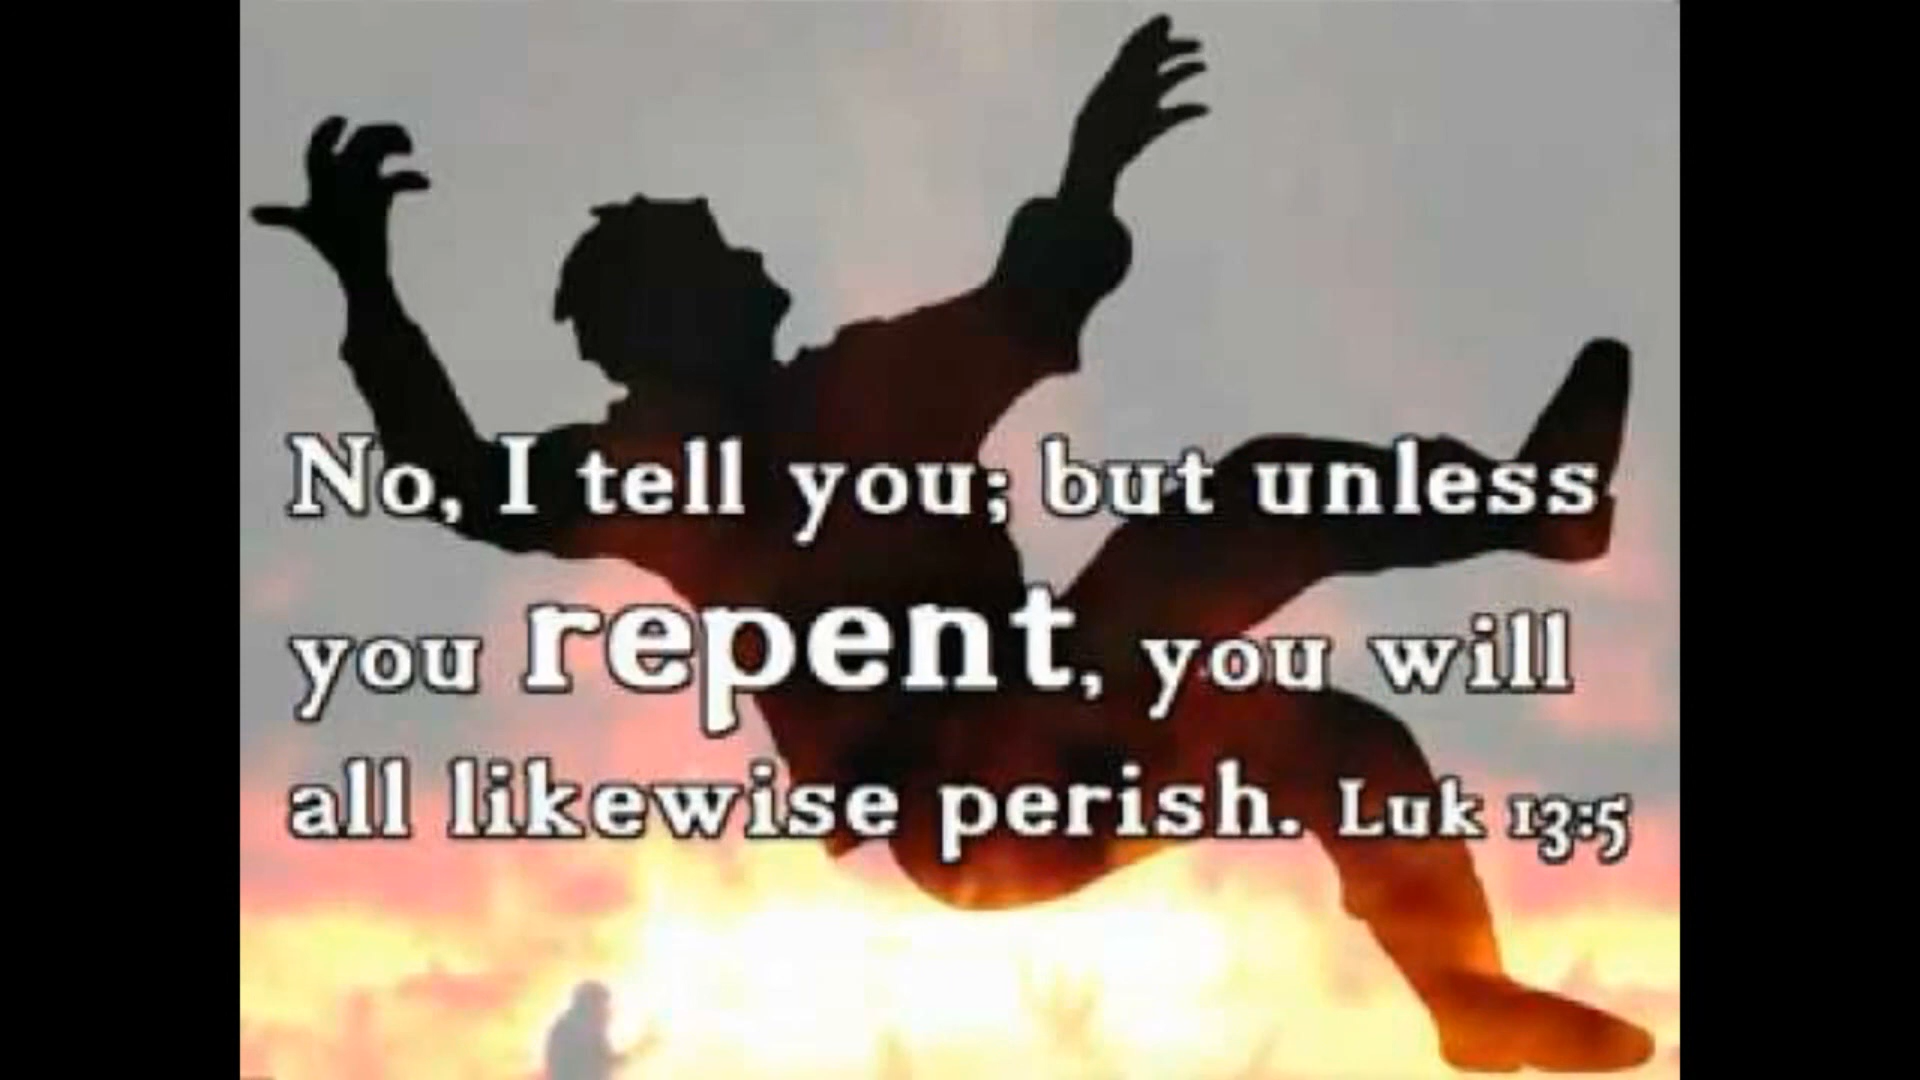 No, I tell you; but unless
you repent, you will
all likewise perish. Luk 13:5